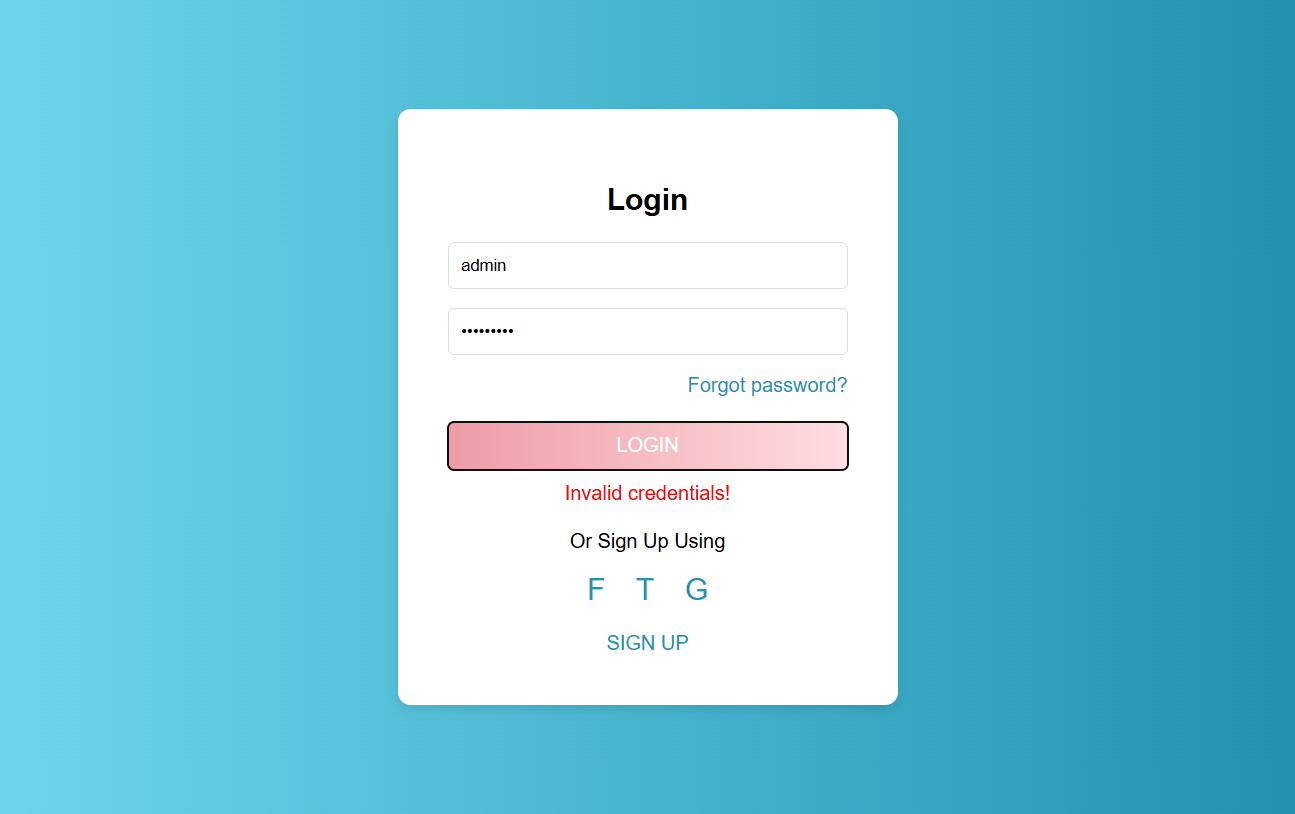 Login
admin
•••••••••
Forgot password?
LOGIN
Invalid credentials!
Or Sign Up Using
F T G
SIGN UP